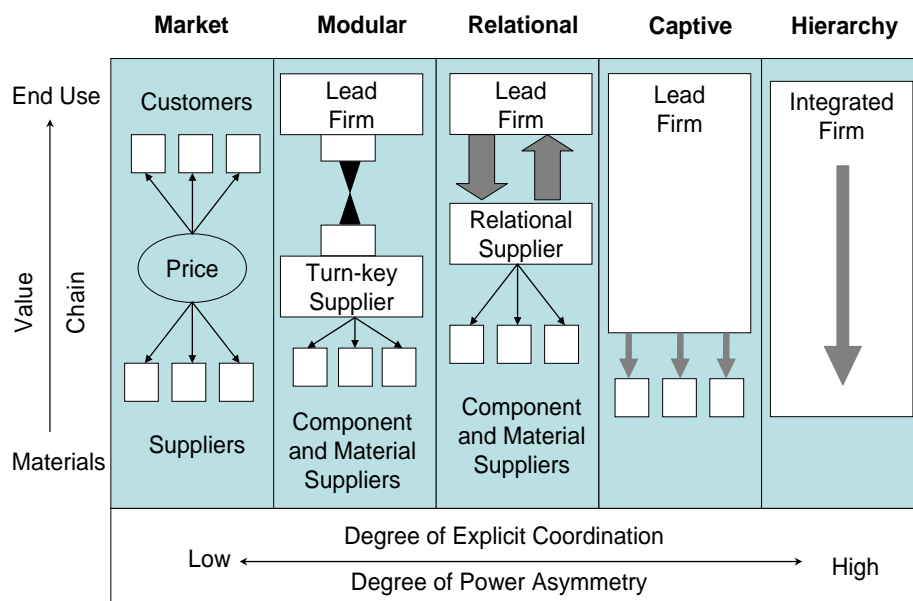 Market
Modular
Relational
Captive
Hierarchy
End Use
Value
Chain
Materials
Customers
Price
Suppliers
Lead
Firm
Turn-key
Supplier
Component
and Material
Suppliers
Lead
Firm
Relational
Supplier
Component
and Material
Suppliers
Lead
Firm
Integrated
Firm
Degree of Explicit Coordination
Low
High
Degree of Power Asymmetry